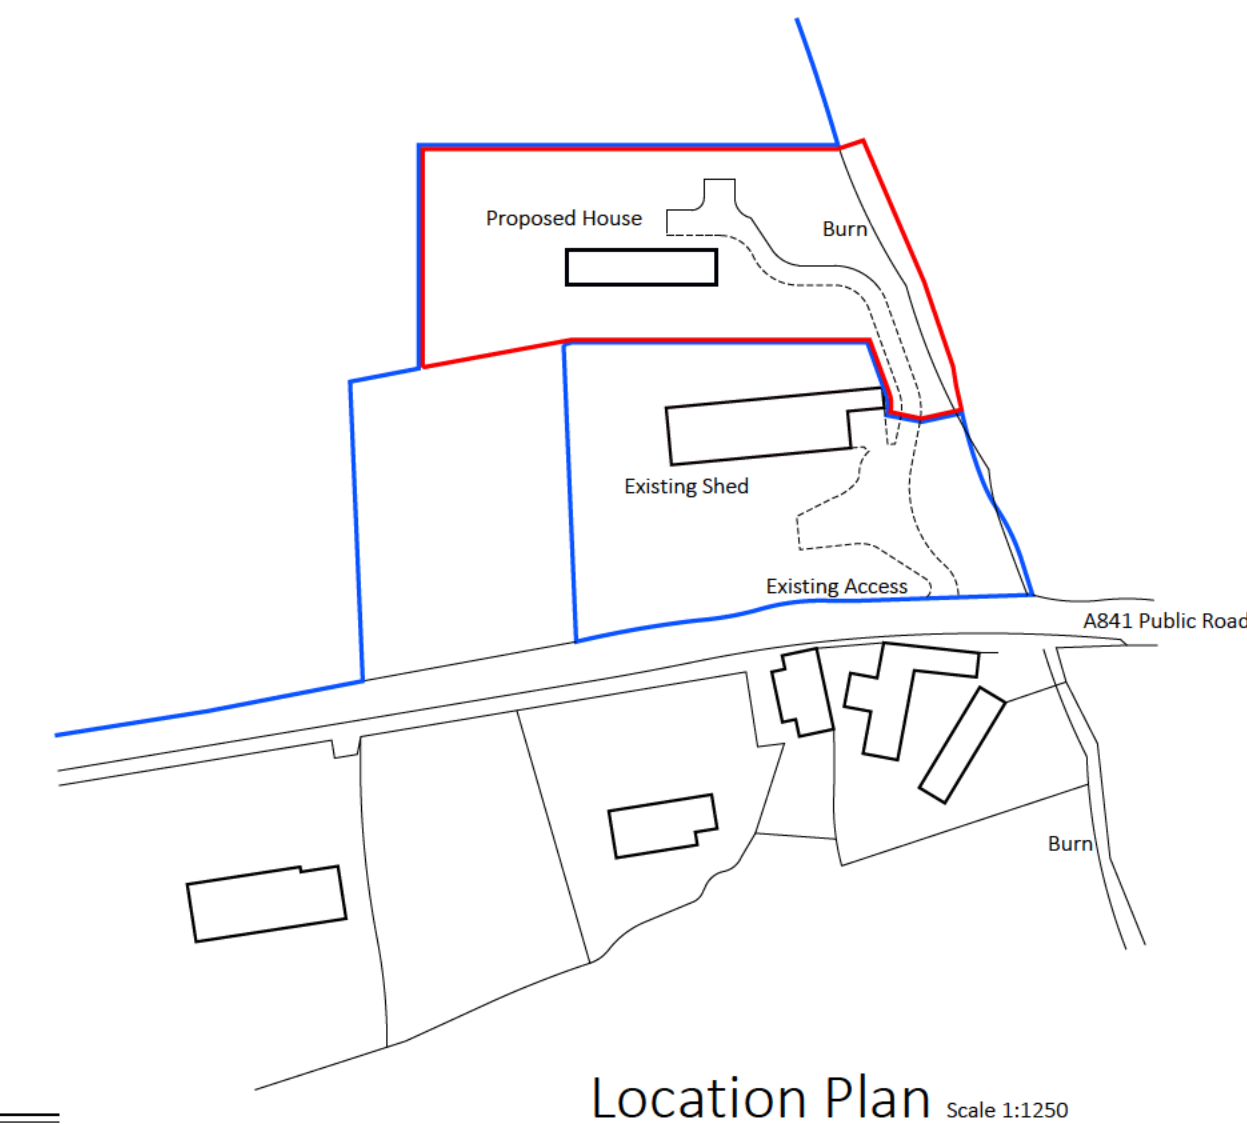 Proposed House
Burn
Existing Shed
Existing Access
A841 Public Road
Burn
Location Plan Scale 1:1250